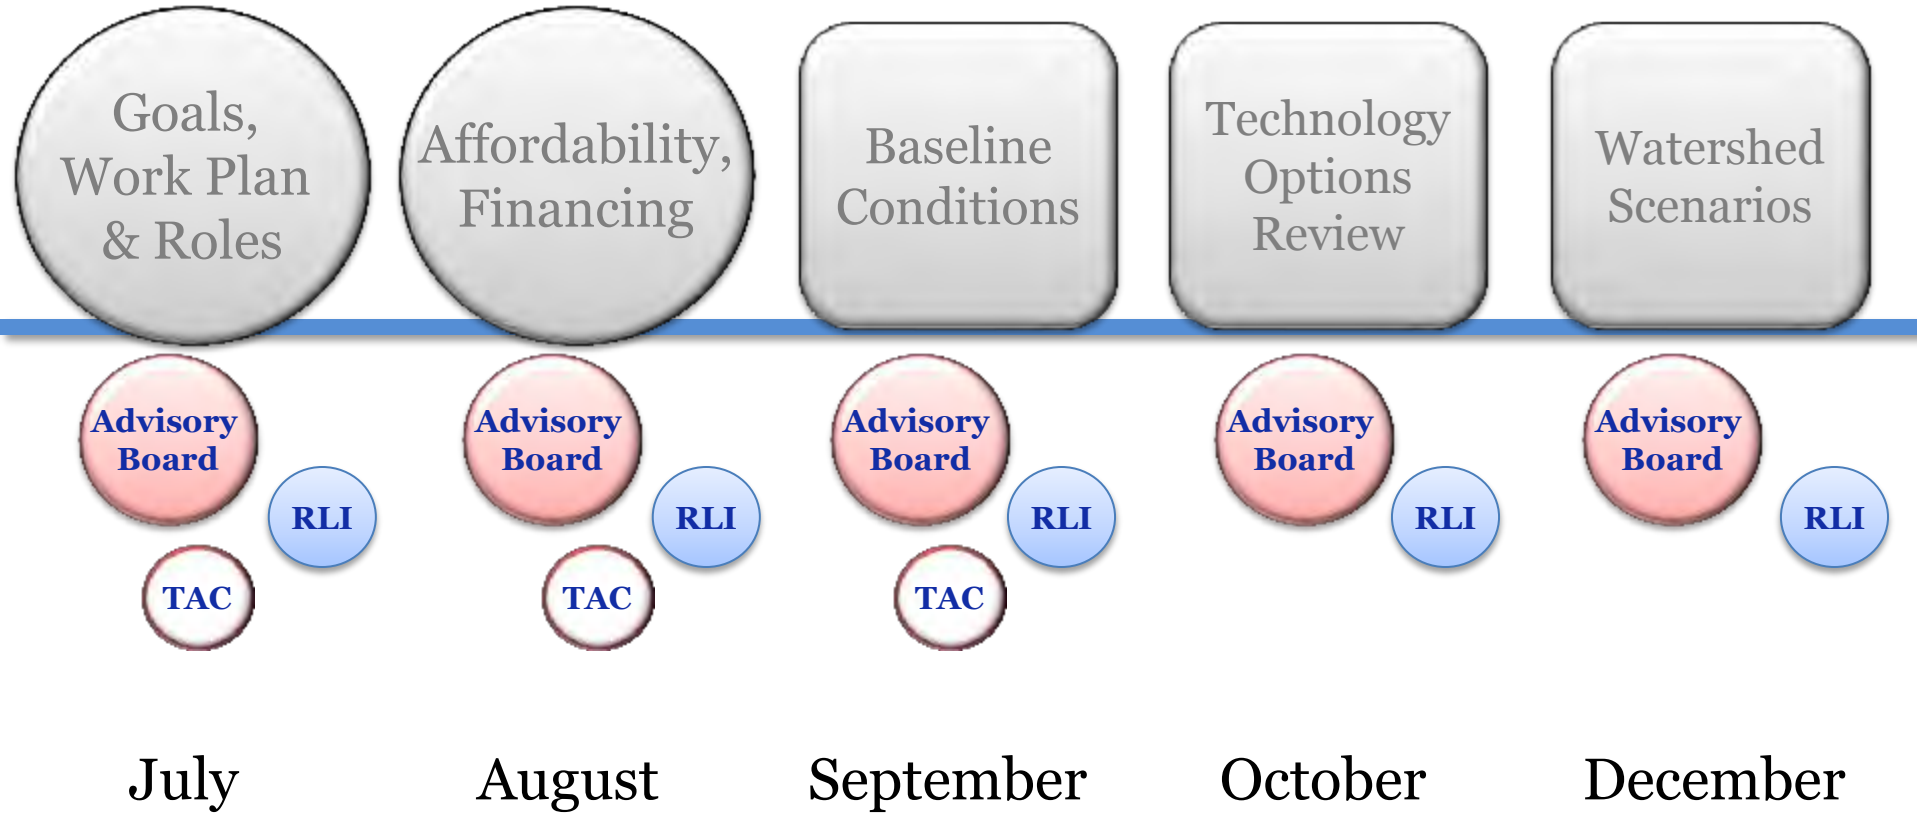 Goals,
Work Plan
& Roles
Affordability,
Financing
Baseline
Conditions
Technology
Options
Review
Watershed
Scenarios
Advisory
Board
RLI
TAC
Advisory
Board
RLI
TAC
Advisory
Board
RLI
TAC
Advisory
Board
RLI
Advisory
Board
RLI
July
August
September
October
December